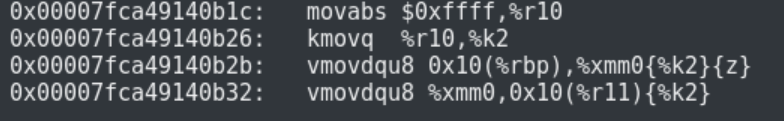 0x00007fca49140b1c:   movabs $0xffff,%r10
0x00007fca49140b26:   kmovq  %r10,%k2
0x00007fca49140b2b:   vmovdqu8 0x10(%rbp),%xmm0{%k2}{z}
0x00007fca49140b32:   vmovdqu8 %xmm0,0x10(%r11){%k2}